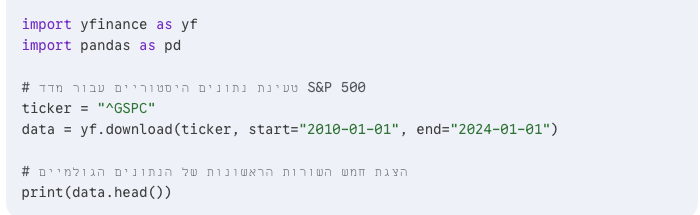 import yfinance as yf
import pandas as pd
# טעינת נתונים היסטוריים עבור מדד S&P 500
ticker = "^GSPC"
data = yf.download(ticker, start="2010-01-01", end="2024-01-01")
# הצגת חמש השורות הראשונות של הנתונים הגולמיים
print(data.head())